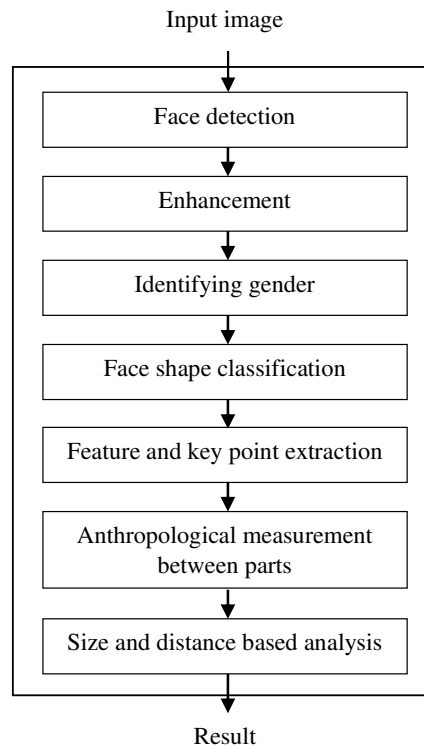 Input image
Face detection
Enhancement
Identifying gender
Face shape classification
Feature and key point extraction
Anthropological measurement
between parts
Size and distance based analysis
Result